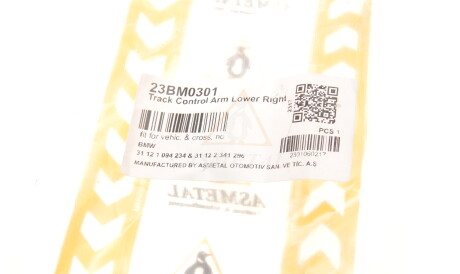 ASMETAL
23BM0301
Track Control Arm Lower Right
fit for vehic. & cross. no
BMW
31 12 1 094 234 & 31 12 2 341 296
MANUFACTURED BY ASMETAL OTOMOTIV SAN. VE TIC. A.S
PCS 1
ASMETAL